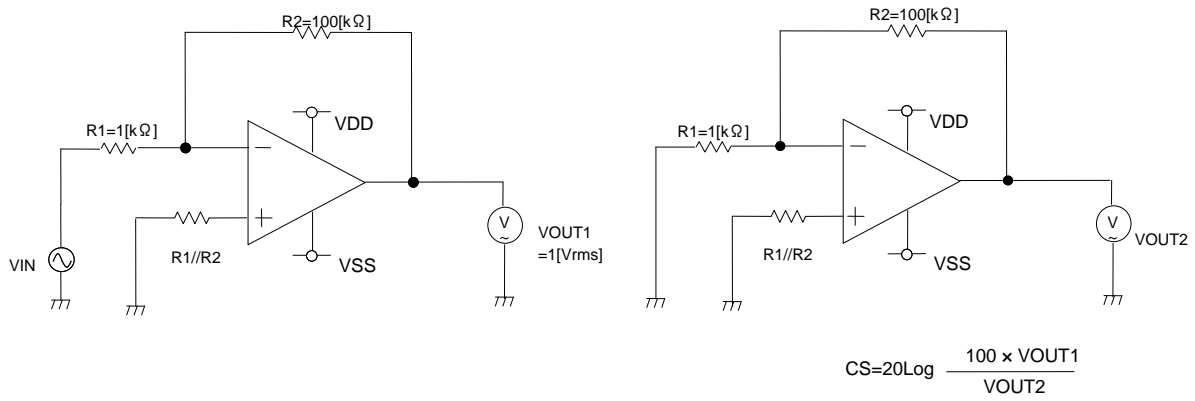 R2=100[kΩ]
VDD
R1=1[kΩ]
−
+
R1//R2
VIN
VSS
V
~
VOUT1
=1[Vrms]
R2=100[kΩ]
VDD
R1=1[kΩ]
−
+
R1//R2
VSS
V
~
VOUT2
CS=20Log
100 × VOUT1
VOUT2